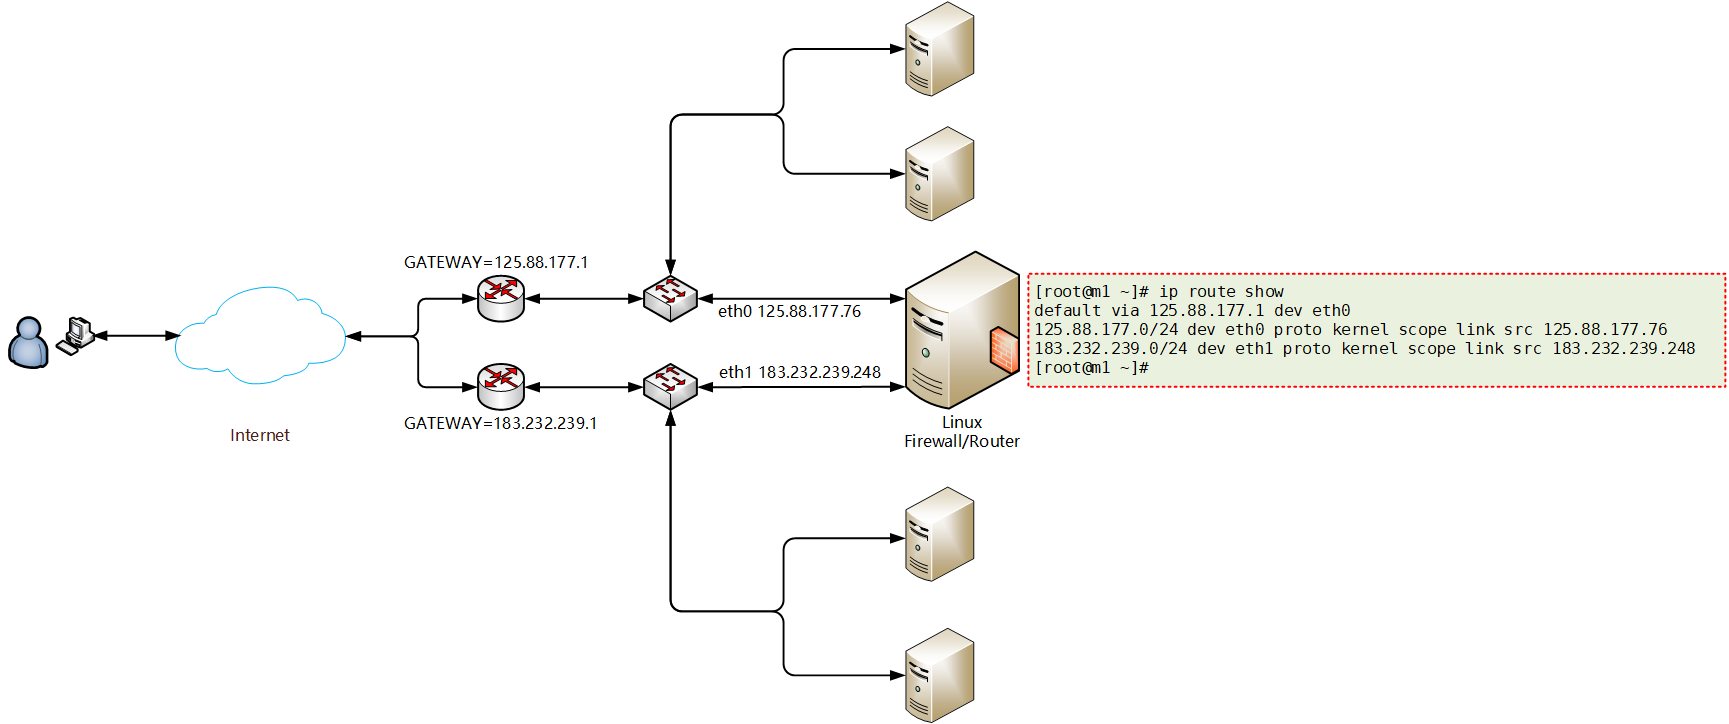 GATEWAY=125.88.177.1
eth0 125.88.177.76
[root@m1 ~]# ip route show
default via 125.88.177.1 dev eth0
125.88.177.0/24 dev eth0 proto kernel scope link src 125.88.177.76
183.232.239.0/24 dev eth1 proto kernel scope link src 183.232.239.248
[root@m1 ~]#
eth1 183.232.239.248
GATEWAY=183.232.239.1
Internet
Linux
Firewall/Router